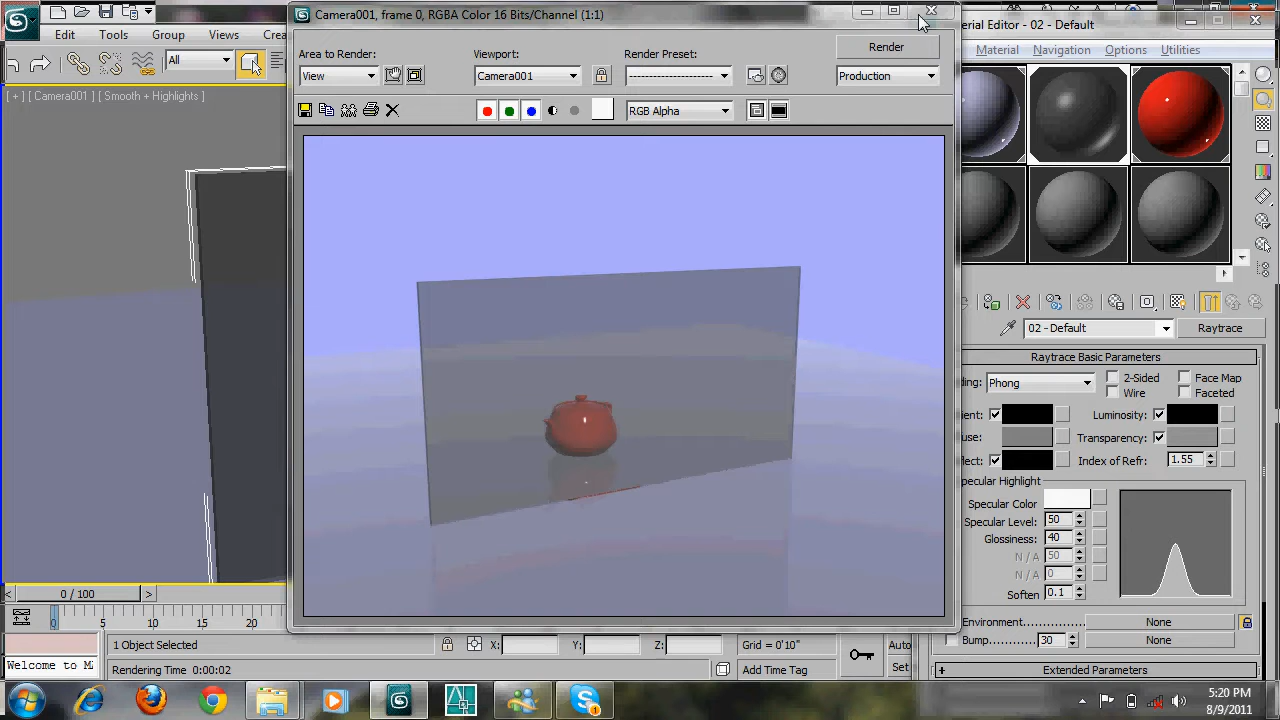 Camera001, frame 0, RGBA Color 16 Bits/Channel (1:1)
erial Editor - 02 - Default
Edit Tools Group Views Crea
Material Navigation Options Utilities
All
Area to Render:
View
Viewport:
Camera001
Render Preset:
Render
Production
[ + ] [ Camera001 ] [ Smooth + Highlights ]
RGB Alpha
02 - Default
Raytrace
Raytrace Basic Parameters
ding: Phong
2-Sided
Face Map
Wire
Faceted
ient:
Luminosity:
use:
Transparency:
flect:
Index of Refr: 1.55
pecular Highlight
Specular Color
Specular Level: 50
Glossiness: 40
N / A 50
N / A 0
Soften 0.1
Environment............... None
Bump........... 30 None
Extended Parameters
0 / 100
0 5 10 15 20
1 Object Selected
X: Y: Z:
Grid = 0'10"
Auto
Welcome to M
Rendering Time 0:00:02
Add Time Tag
Set
5:20 PM
8/9/2011